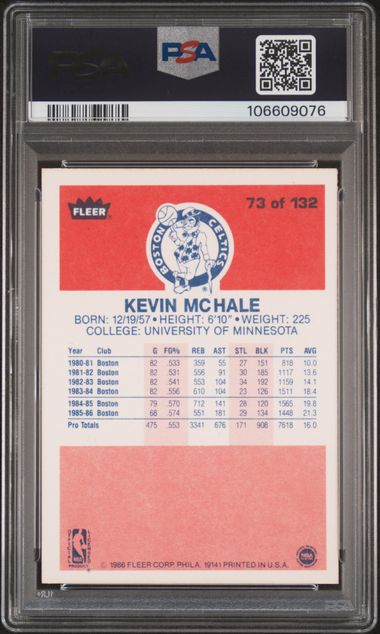 PSA
PSA
106609076
FLEER
73 of 132
BOSTON CELTICS
KEVIN MCHALE
BORN: 12/19/57 • HEIGHT: 6'10" • WEIGHT: 225
COLLEGE: UNIVERSITY OF MINNESOTA
Year Club G FG% REB AST STL BLK PTS AVG
1980-81 Boston 82 .533 359 55 27 151 818 10.0
1981-82 Boston 82 .531 556 91 30 185 1117 13.6
1982-83 Boston 82 .541 553 104 34 192 1159 14.1
1983-84 Boston 82 .556 610 104 23 126 1511 18.4
1984-85 Boston 79 .570 712 141 28 120 1565 19.8
1985-86 Boston 68 .574 551 181 29 134 1448 21.3
Pro Totals 475 .553 3341 676 171 908 7618 16.0
© 1986 FLEER CORP. PHILA. 19141 PRINTED IN U.S.A.
OFFICIAL NBA LICENSED
PRODUCT